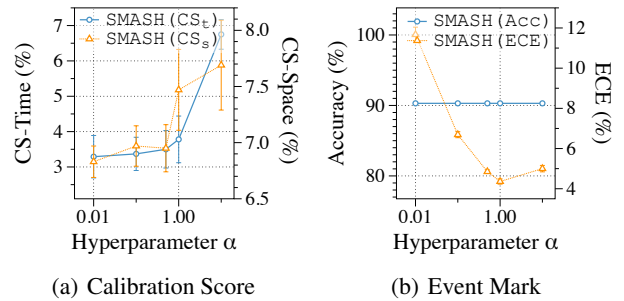 CS-Time (%)
7
6
5
4
3
SMASH(CSt)
SMASH(CSs)
8.0
7.5
7.0
6.5
CS-Space (%)
0.01
1.00
Hyperparameter α
(a) Calibration Score
Accuracy (%)
100
90
80
SMASH(Acc)
SMASH(ECE)
12
10
8
6
4
ECE (%)
0.01
1.00
Hyperparameter α
(b) Event Mark